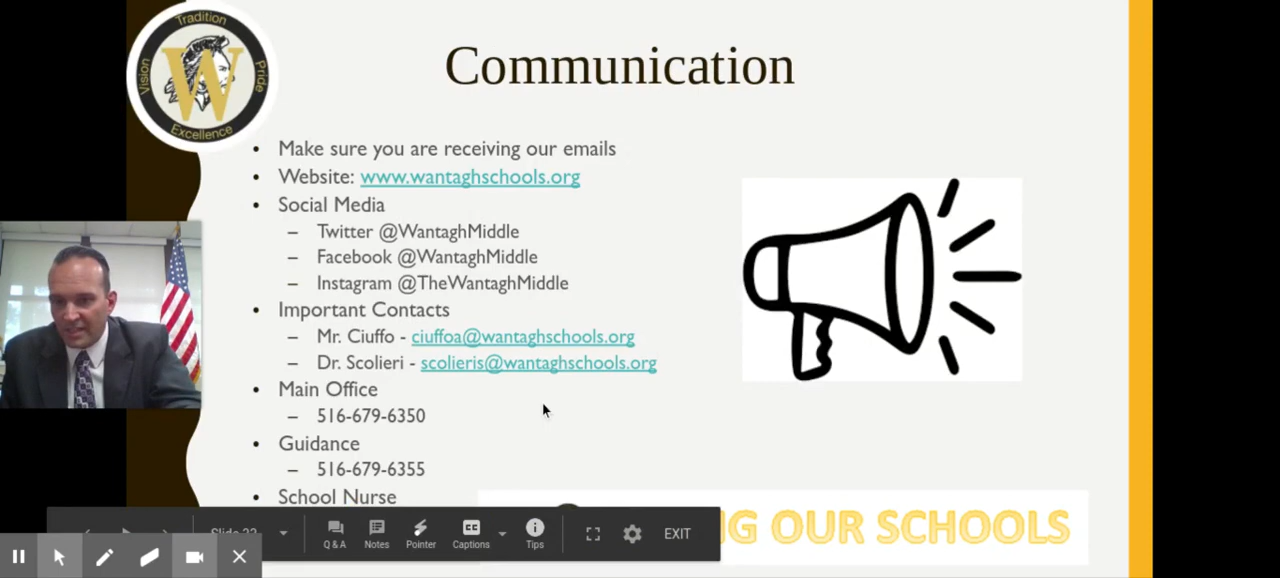 Tradition
Vision
Pride
Excellence
W
Communication
• Make sure you are receiving our emails
• Website: www.wantaghschools.org
• Social Media
– Twitter @WantaghMiddle
– Facebook @WantaghMiddle
– Instagram @TheWantaghMiddle
• Important Contacts
– Mr. Ciuffo - ciuffoa@wantaghschools.org
– Dr. Scolieri - scolieris@wantaghschools.org
• Main Office
– 516-679-6350
• Guidance
– 516-679-6355
• School Nurse
OUR SCHOOLS
Q & A
Notes
Pointer
CC
Captions
Tips
EXIT